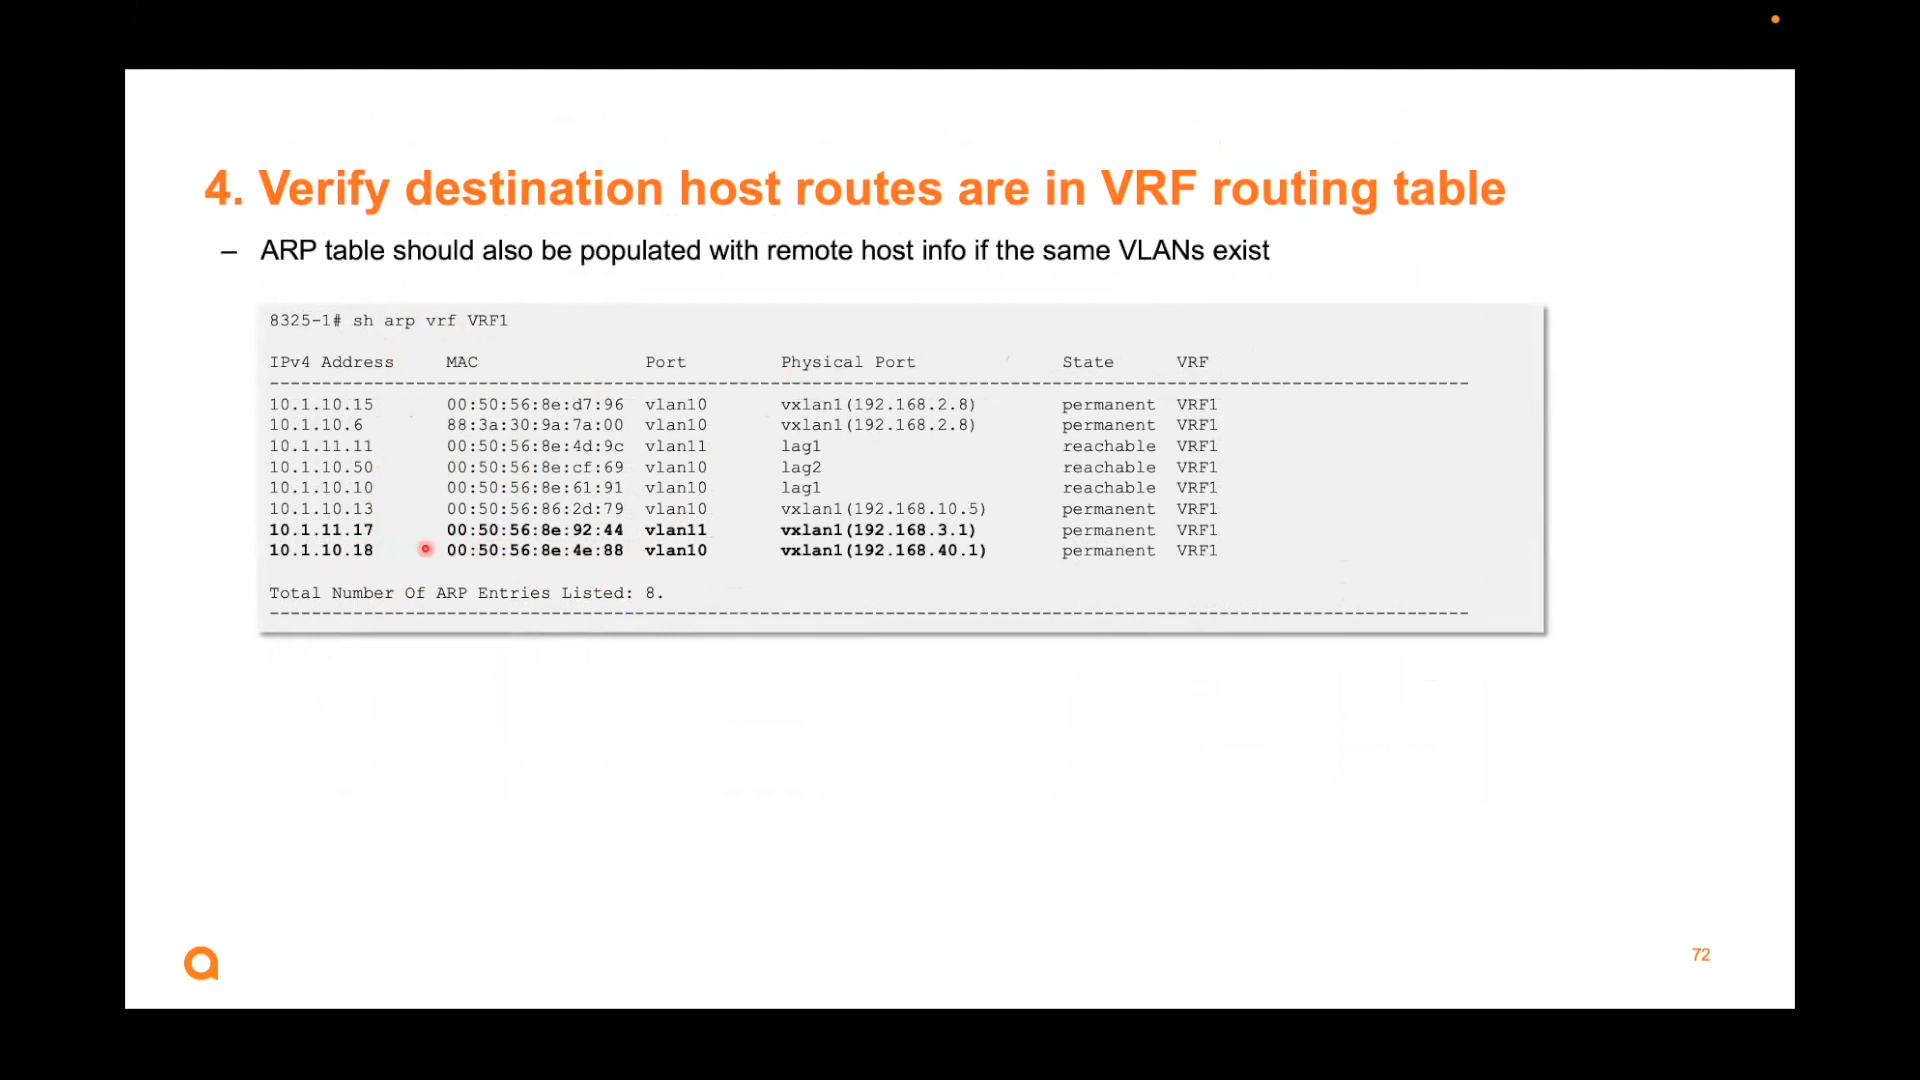 4. Verify destination host routes are in VRF routing table
– ARP table should also be populated with remote host info if the same VLANs exist
8325-1# sh arp vrf VRF1
IPv4 Address MAC Port Physical Port State VRF
--------------------------------------------------------------------------------------------------------------------
10.1.10.15 00:50:56:8e:d7:96 vlan10 vxlan1(192.168.2.8) permanent VRF1
10.1.10.6 88:3a:30:9a:7a:00 vlan10 vxlan1(192.168.2.8) permanent VRF1
10.1.11.11 00:50:56:8e:4d:9c vlan11 lag1 reachable VRF1
10.1.10.50 00:50:56:8e:cf:69 vlan10 lag2 reachable VRF1
10.1.10.10 00:50:56:8e:61:91 vlan10 lag1 reachable VRF1
10.1.10.13 00:50:56:86:2d:79 vlan10 vxlan1(192.168.10.5) permanent VRF1
10.1.11.17 00:50:56:8e:92:44 vlan11 vxlan1(192.168.3.1) permanent VRF1
10.1.10.18 00:50:56:8e:4e:88 vlan10 vxlan1(192.168.40.1) permanent VRF1
Total Number Of ARP Entries Listed: 8.
--------------------------------------------------------------------------------------------------------------------
72